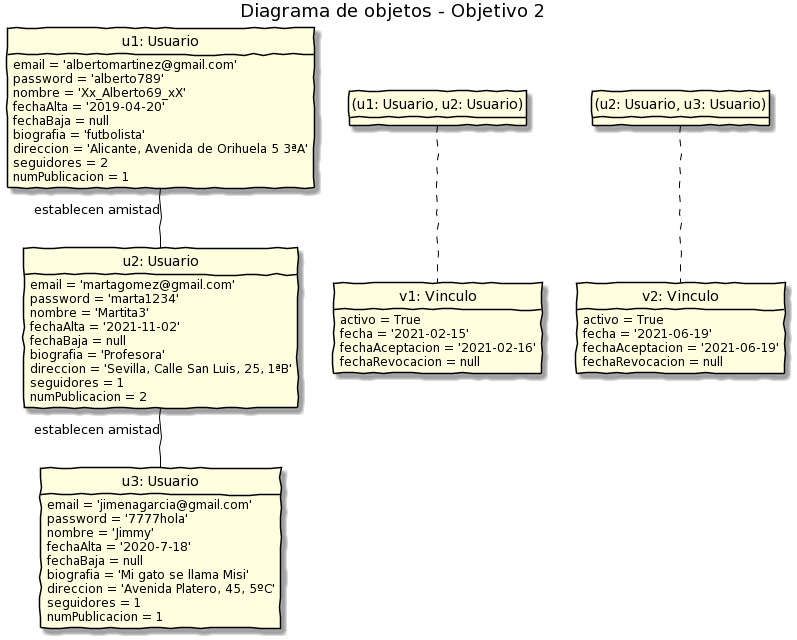 Diagrama de objetos - Objetivo 2
u1: Usuario
email = 'albertomartinez@gmail.com'
password = 'alberto789'
nombre = 'Xx_Alberto69_xX'
fechaAlta = '2019-04-20'
fechaBaja = null
biografia = 'futbolista'
direccion = 'Alicante, Avenida de Orihuela 5 3ªA'
seguidores = 2
numPublicacion = 1
(u1: Usuario, u2: Usuario)
(u2: Usuario, u3: Usuario)
establecen amistad
u2: Usuario
email = 'martagomez@gmail.com'
password = 'marta1234'
nombre = 'Martita3'
fechaAlta = '2021-11-02'
fechaBaja = null
biografia = 'Profesora'
direccion = 'Sevilla, Calle San Luis, 25, 1ªB'
seguidores = 1
numPublicacion = 2
v1: Vinculo
activo = True
fecha = '2021-02-15'
fechaAceptacion = '2021-02-16'
fechaRevocacion = null
v2: Vinculo
activo = True
fecha = '2021-06-19'
fechaAceptacion = '2021-06-19'
fechaRevocacion = null
establecen amistad
u3: Usuario
email = 'jimenagarcia@gmail.com'
password = '7777hola'
nombre = 'Jimmy'
fechaAlta = '2020-7-18'
fechaBaja = null
biografia = 'Mi gato se llama Misi'
direccion = 'Avenida Platero, 45, 5ºC'
seguidores = 1
numPublicacion = 1